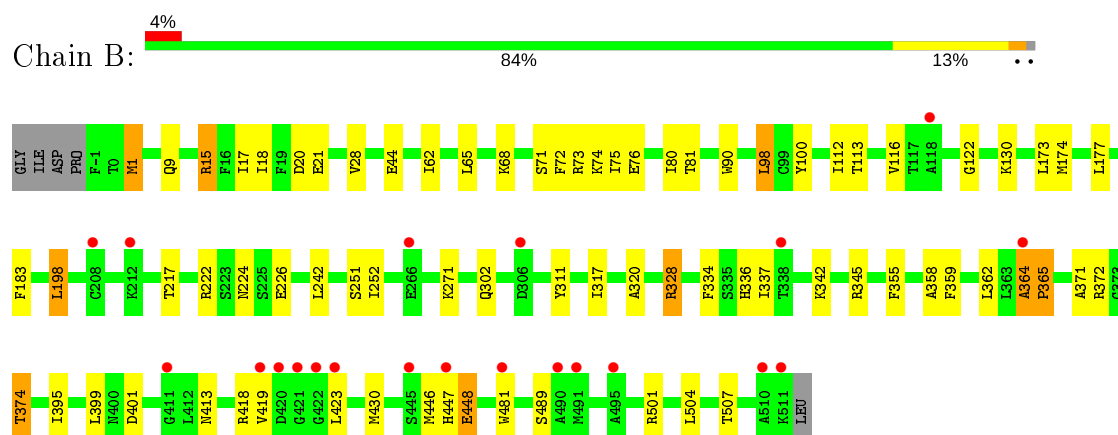 4%
Chain B:
84% 13%
GLY ILE ASP PRO F-1 T0 M1 Q9 R15 F16 I17 I18 F19 D20 E21 V28 E44 I62 L65 K68 S71 F72 R73 K74 I75 E76 I80 T81 W90 L98 C99 Y100 I112 T113 V116 T117 A118 G122 K130 L173 M174 L177
F183 L198 C208 K212 T217 R222 S223 N224 S225 E226 L242 S251 I252 E266 K271 Q302 D306 Y311 I317 A320 R328 F334 S335 H336 I337 T338 K342 R345 F355 A358 F359 L362 L363 A364 P365 A371 R372 G373
T374 I395 L399 N400 D401 G411 L412 N413 R418 V419 D420 G421 G422 L423 M430 S445 M446 H447 E448 W481 S489 A490 M491 A495 R501 L504 T507 A510 K511 LEU